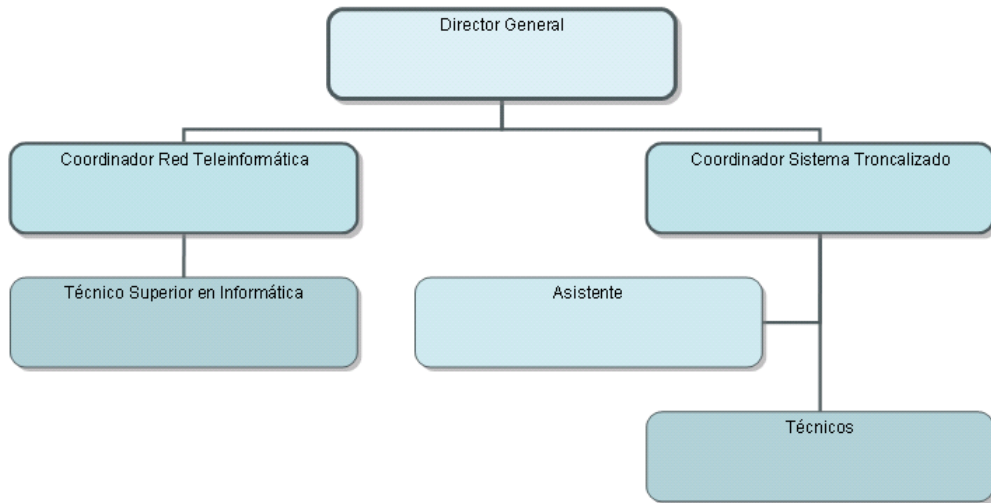 Director General
Coordinador Red Teleinformática
Coordinador Sistema Troncalizado
Técnico Superior en Informática
Asistente
Técnicos